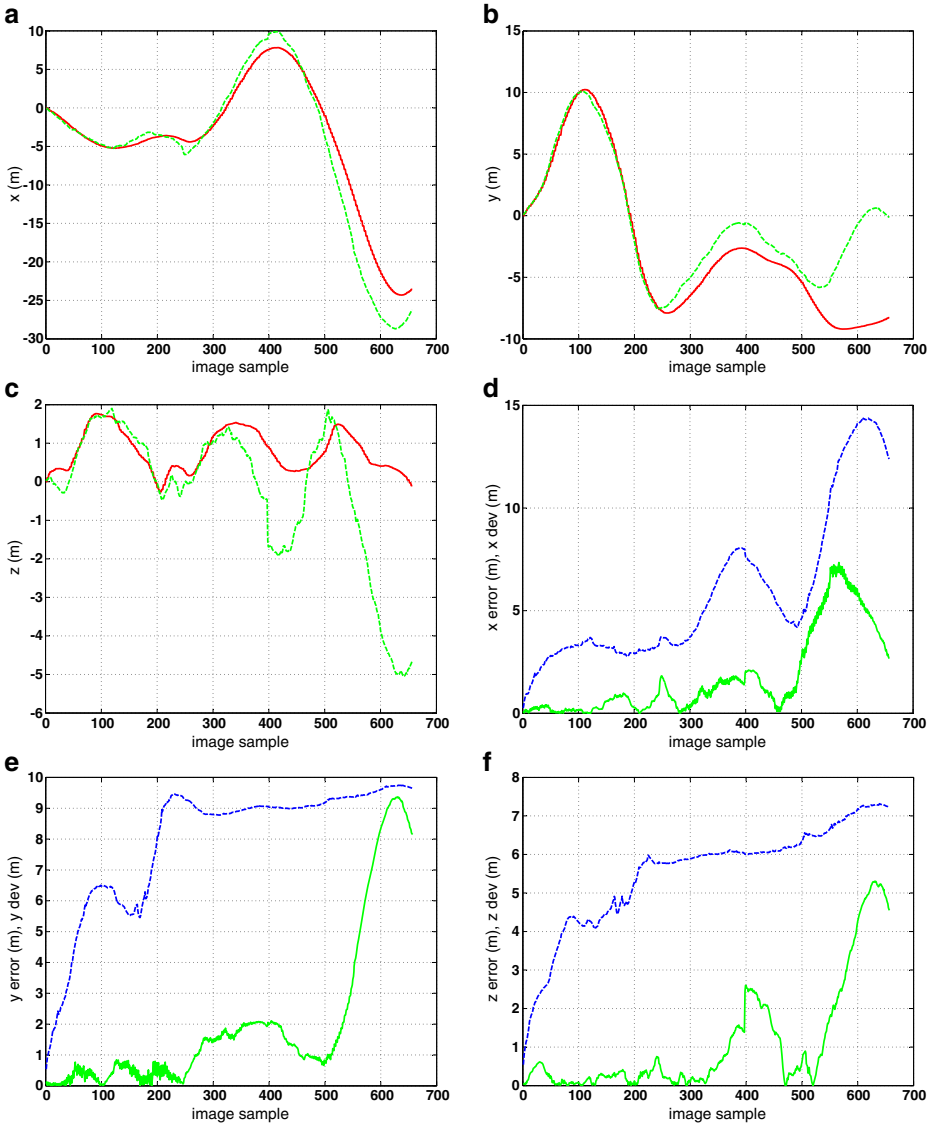 a
10
5
0
-5
-10
-15
-20
-25
-30
x (m)
0 100 200 300 400 500 600 700
image sample
b
15
10
5
0
-5
-10
y (m)
0 100 200 300 400 500 600 700
image sample
c
2
1
0
-1
-2
-3
-4
-5
-6
z (m)
0 100 200 300 400 500 600 700
image sample
d
15
10
5
0
x error (m), x dev (m)
0 100 200 300 400 500 600 700
image sample
e
10
9
8
7
6
5
4
3
2
1
0
y error (m), y dev (m)
0 100 200 300 400 500 600 700
image sample
f
8
7
6
5
4
3
2
1
0
z error (m), z dev (m)
0 100 200 300 400 500 600 700
image sample